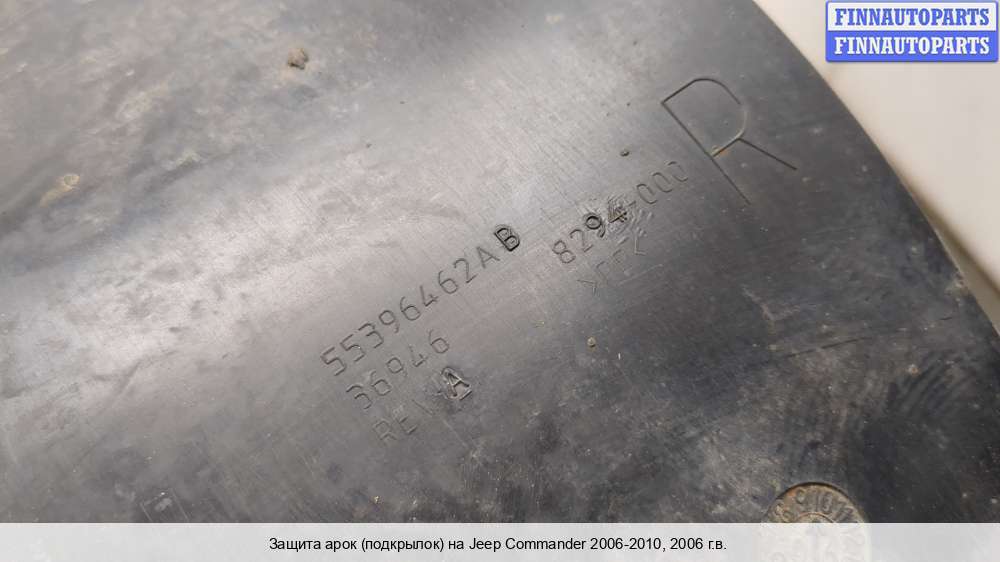 FINNAUTOPARTS
FINNAUTOPARTS
R
55396462AB
8294-000
36946
Защита арок (подкрылок) на Jeep Commander 2006-2010, 2006 г.в.